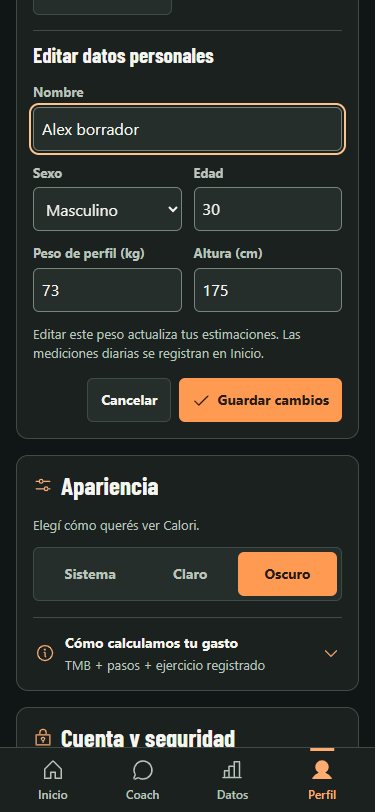 Editar datos personales
Nombre
Alex borrador
Sexo
Edad
Masculino
30
Peso de perfil (kg)
Altura (cm)
73
175
Editar este peso actualiza tus estimaciones. Las
mediciones diarias se registran en Inicio.
Cancelar
Guardar cambios
Apariencia
Elegí cómo querés ver Calori.
Sistema
Claro
Oscuro
Cómo calculamos tu gasto
TMB + pasos + ejercicio registrado
Cuenta y seguridad
Inicio
Coach
Datos
Perfil